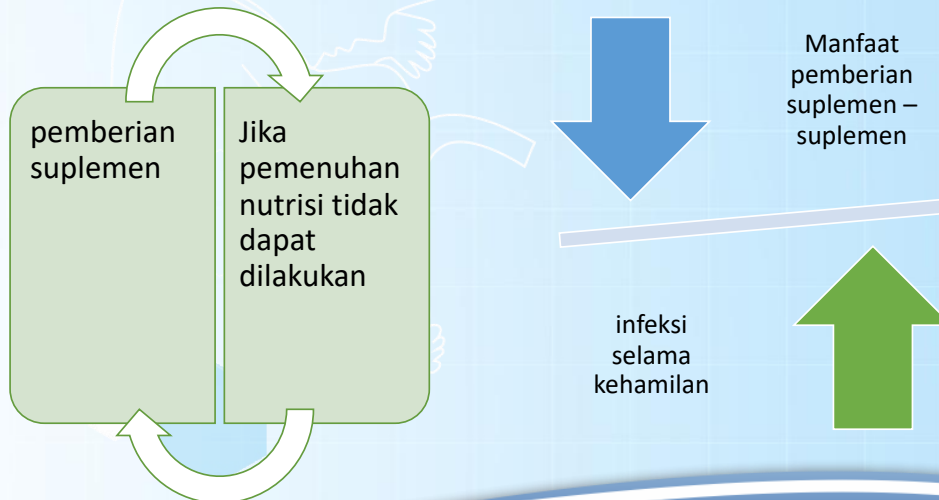 pemberian
suplemen
Jika
pemenuhan
nutrisi tidak
dapat
dilakukan
Manfaat
pemberian
suplemen –
suplemen
infeksi
selama
kehamilan